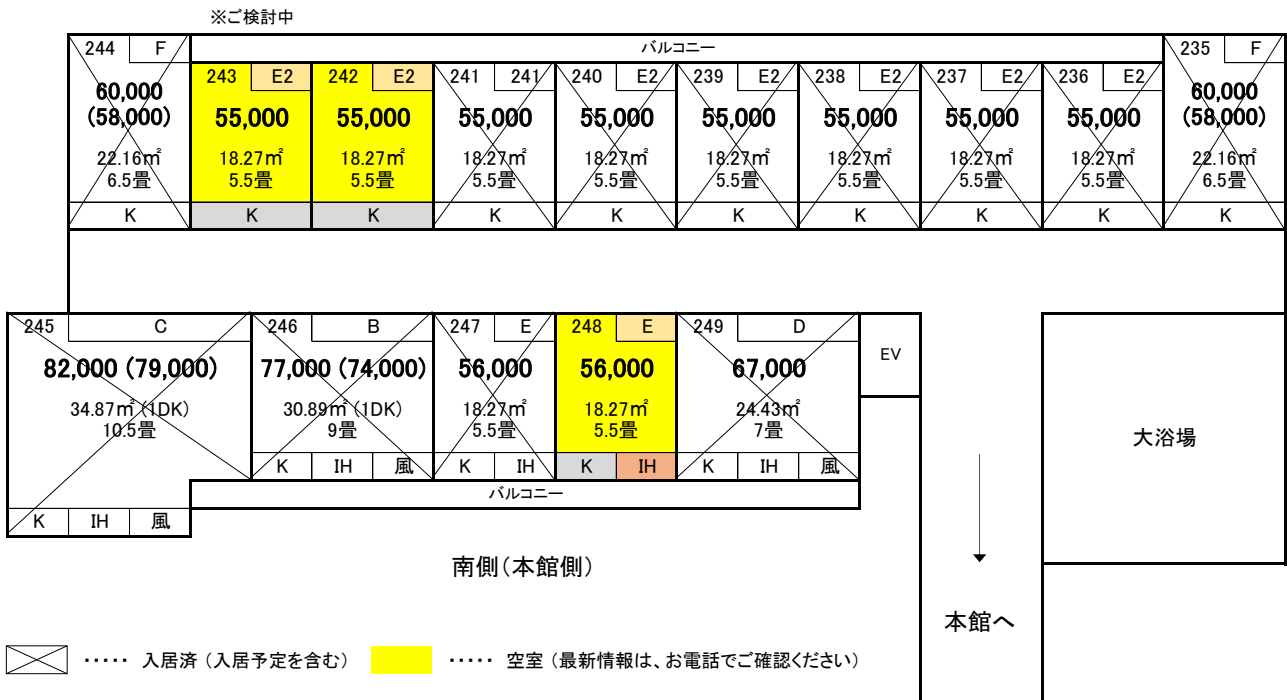 ※ご検討中
244 F バルコニー 235 F
243 E2 242 E2 241 241 240 E2 239 E2 238 E2 237 E2 236 E2
60,000 60,000
(58,000) 55,000 55,000 55,000 55,000 55,000 55,000 55,000 55,000 (58,000)
22.16㎡ 18.27㎡ 18.27㎡ 18.27㎡ 18.27㎡ 18.27㎡ 18.27㎡ 18.27㎡ 18.27㎡ 22.16㎡
6.5畳 5.5畳 5.5畳 5.5畳 5.5畳 5.5畳 5.5畳 5.5畳 5.5畳 6.5畳
K K K K K K K K K K
245 C 246 B 247 E 248 E 249 D
EV
82,000 (79,000) 77,000 (74,000) 56,000 56,000 67,000
34.87㎡ (1DK) 30.89㎡ (1DK) 18.27㎡ 18.27㎡ 24.43㎡
10.5畳 9畳 5.5畳 5.5畳 7畳
大浴場
K IH 風 K IH K IH K IH 風
バルコニー
K IH 風
南側(本館側)
本館へ
····· 入居済 (入居予定を含む) ····· 空室 (最新情報は、お電話でご確認ください)